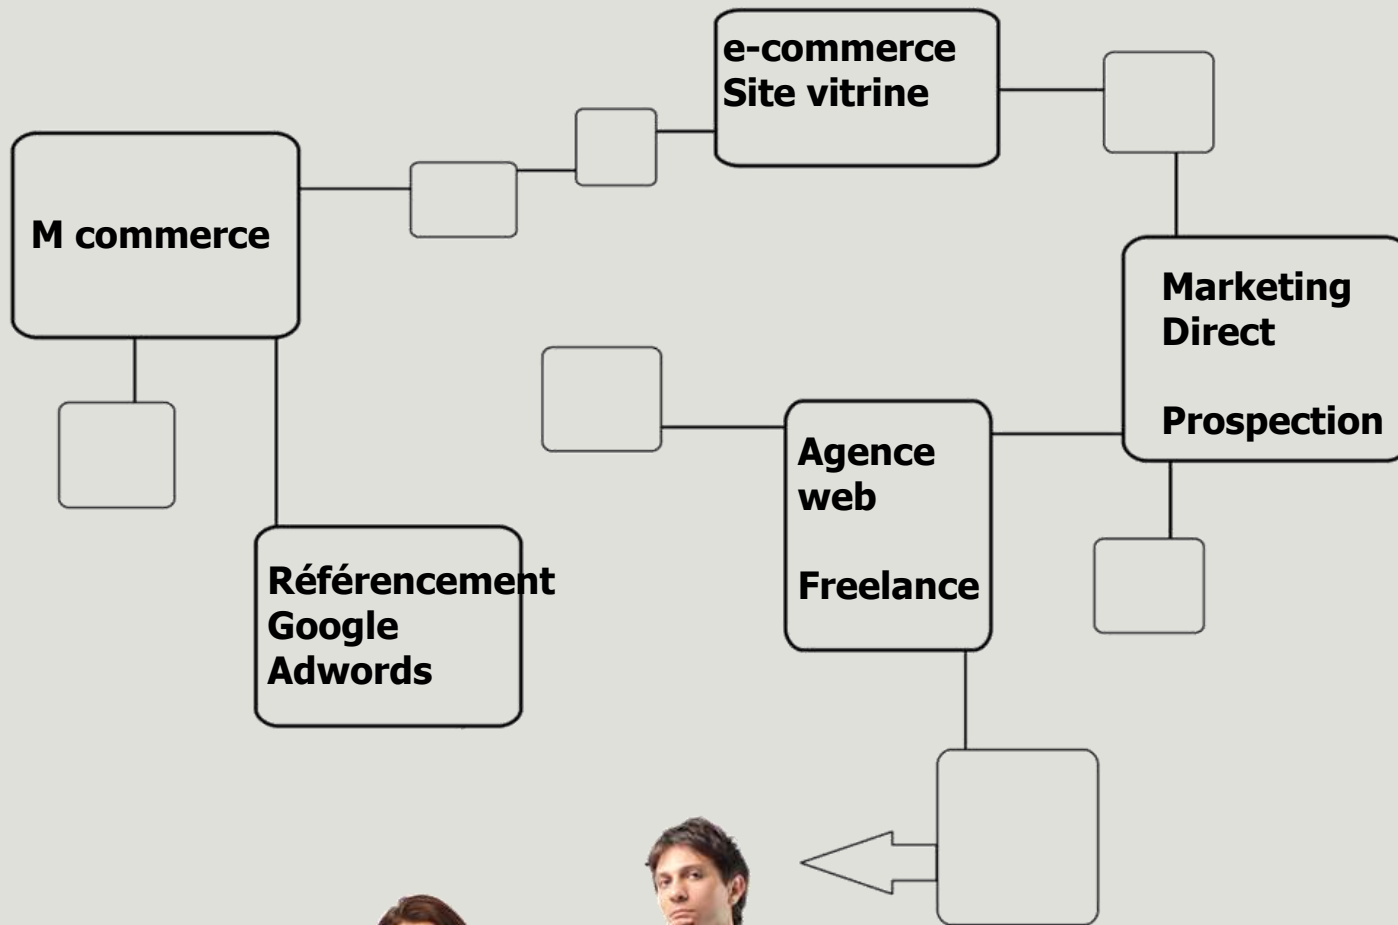 e-commerce
Site vitrine
M commerce
Marketing
Direct
Prospection
Agence
web
Freelance
Référencement
Google
Adwords